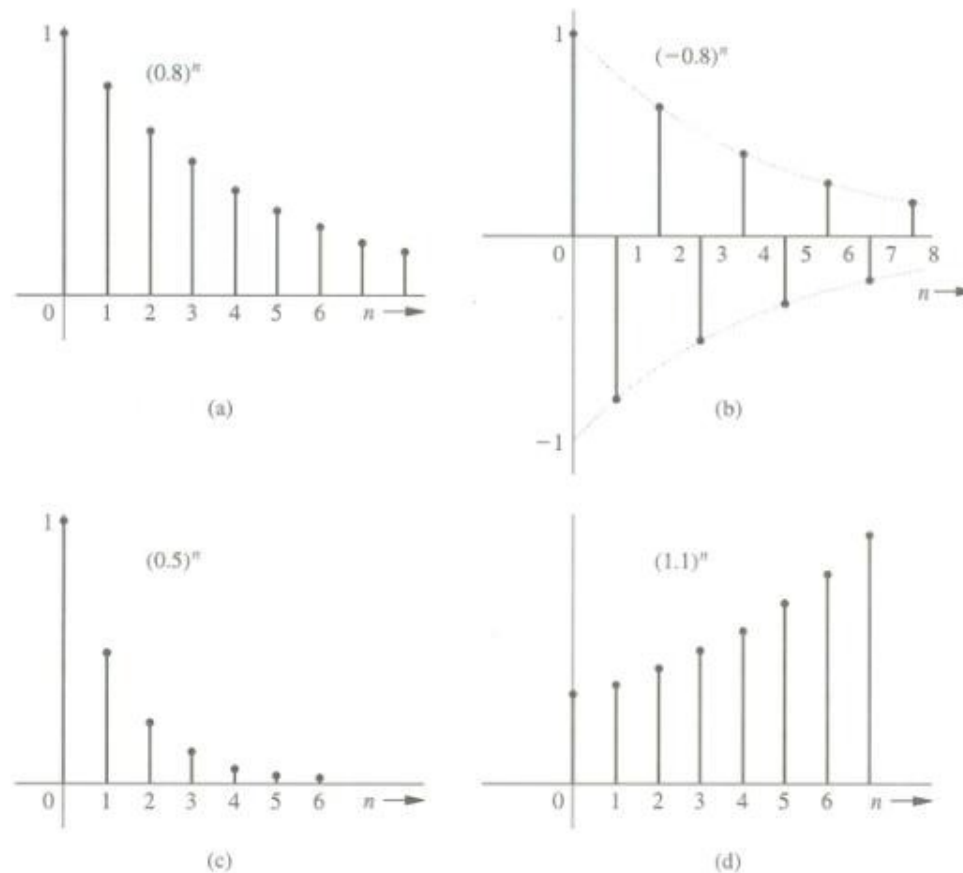 1
(0.8)ⁿ
0 1 2 3 4 5 6 n
(a)
1
(−0.8)ⁿ
0 1 2 3 4 5 6 7 8
n
−1
(b)
1
(0.5)ⁿ
0 1 2 3 4 5 6 n
(c)
(1.1)ⁿ
0 1 2 3 4 5 6 n
(d)